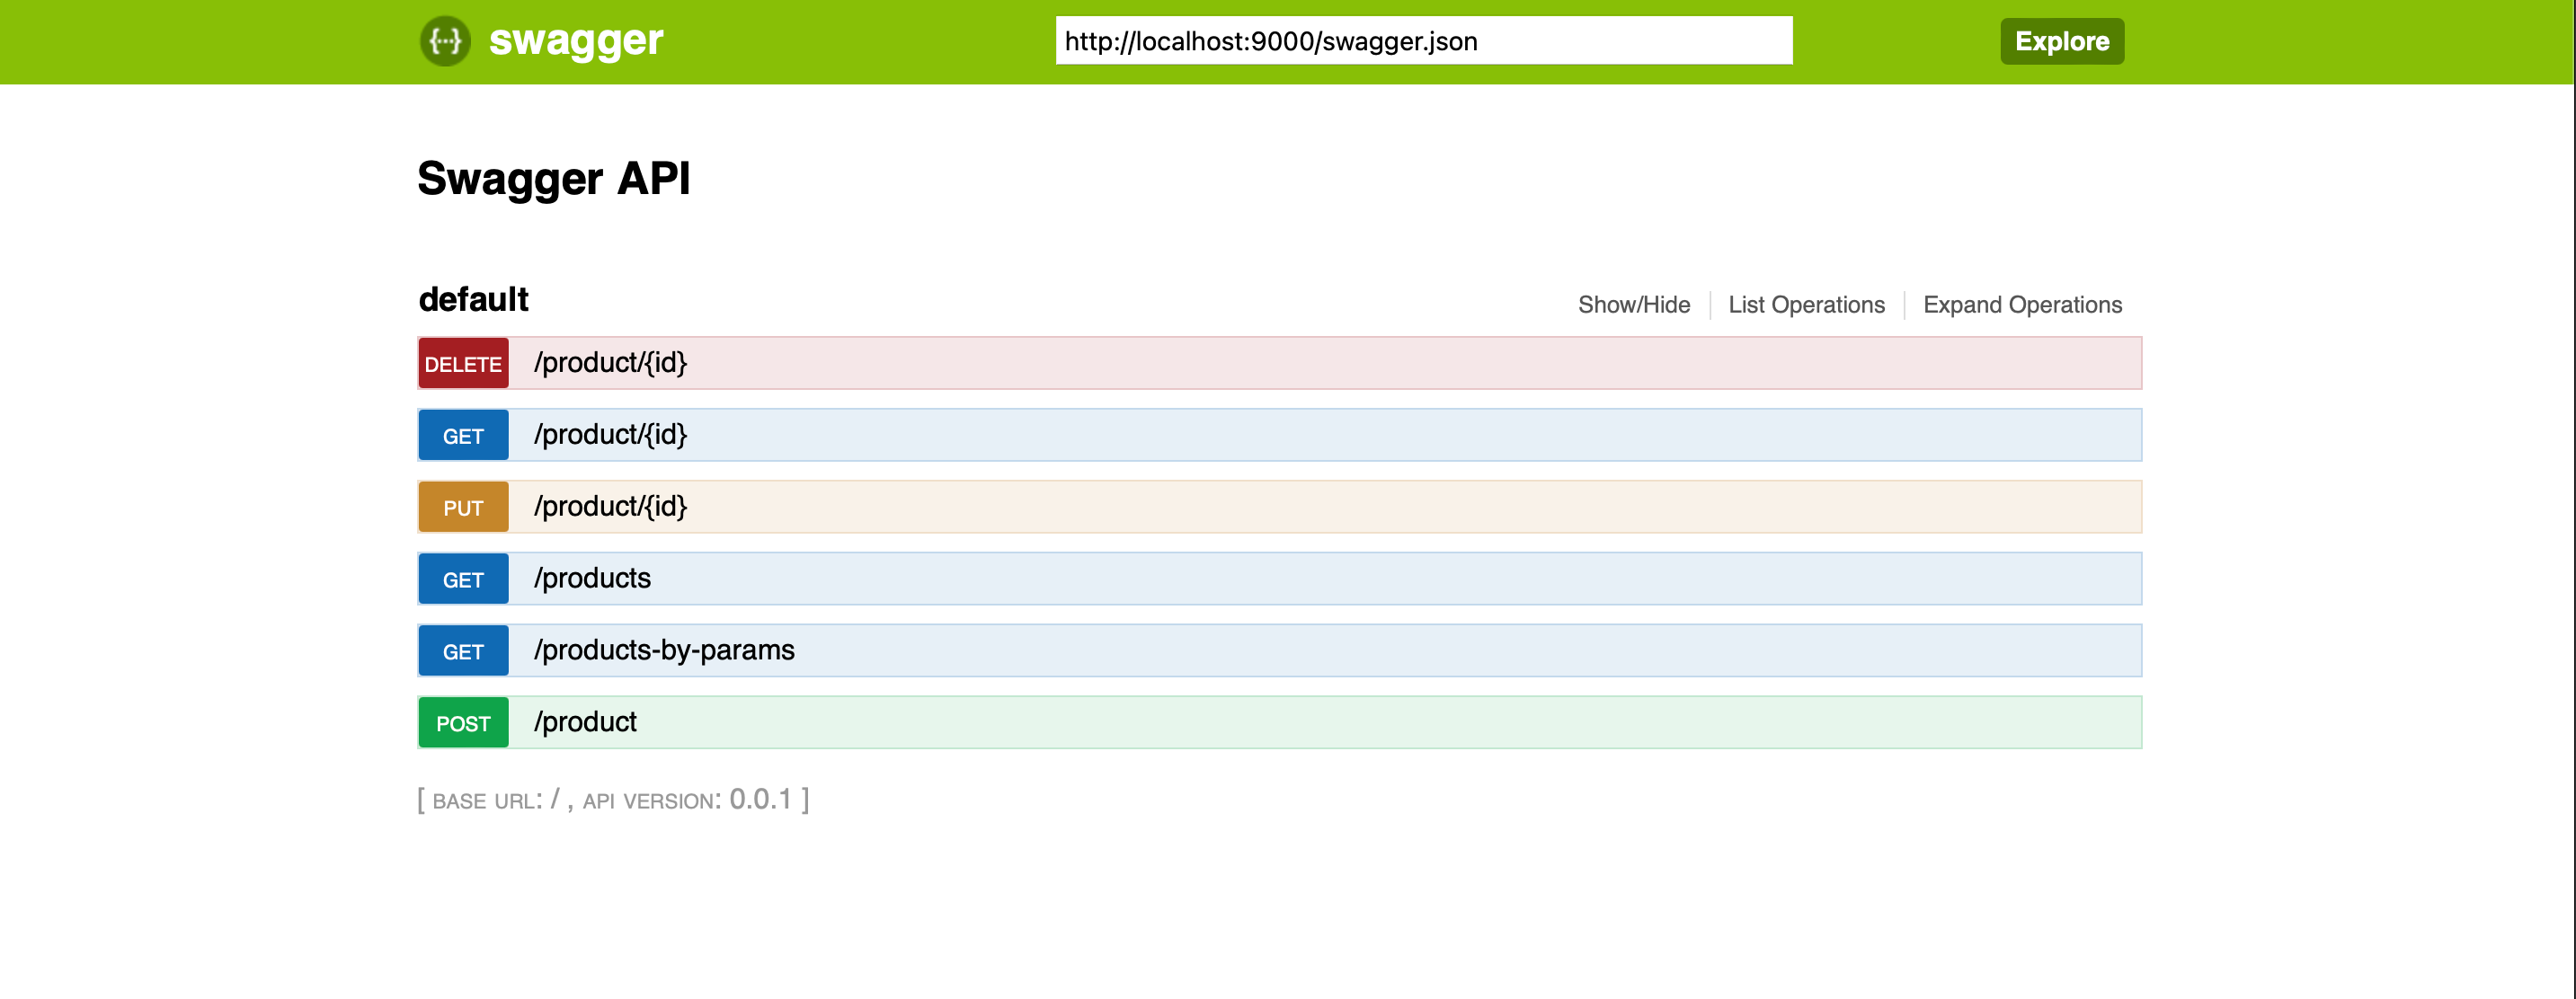 {···} swagger http://localhost:9000/swagger.json Explore
Swagger API
default Show/Hide List Operations Expand Operations
DELETE /product/{id}
GET /product/{id}
PUT /product/{id}
GET /products
GET /products-by-params
POST /product
[ BASE URL: / , API VERSION: 0.0.1 ]